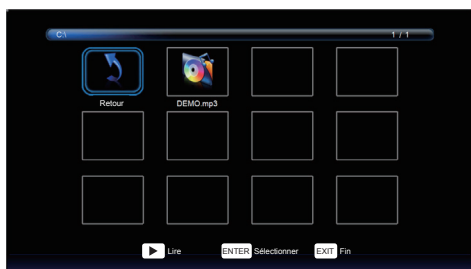 C:\ 1 / 1
Retour DEMO.mp3
Lire ENTER Sélectionner EXIT Fin